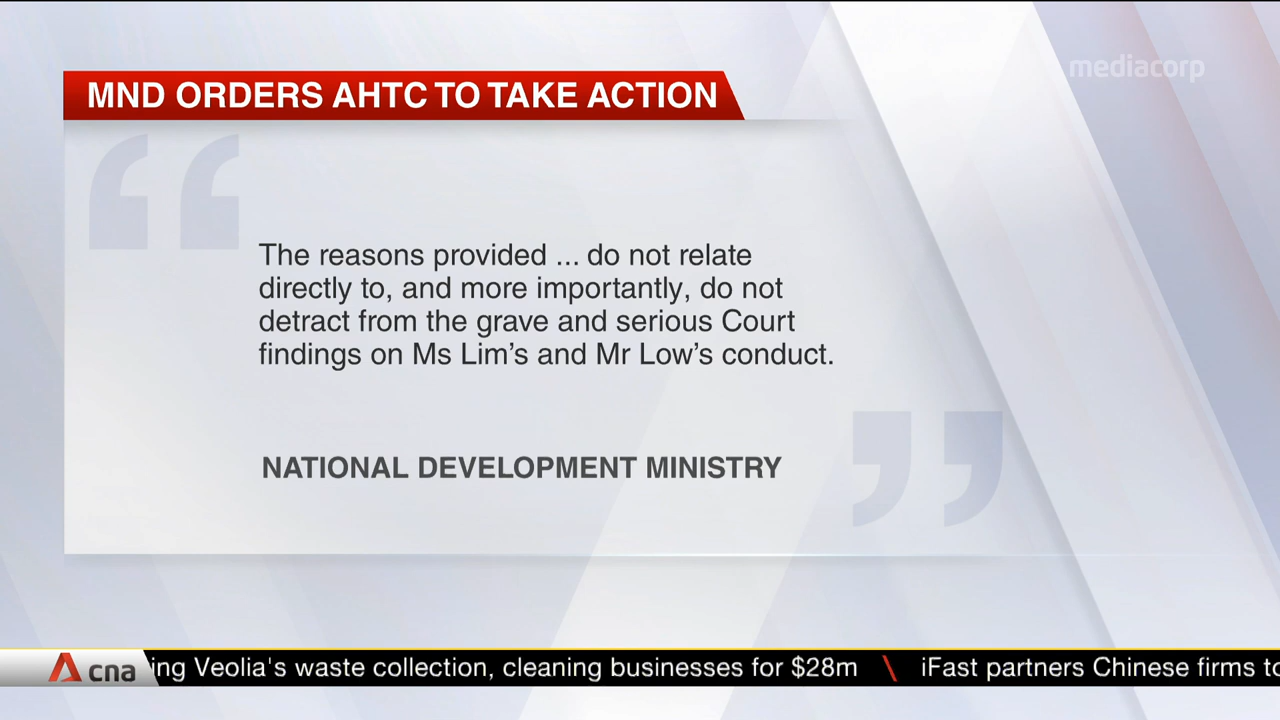 mediacorp
MND ORDERS AHTC TO TAKE ACTION
“
The reasons provided ... do not relate
directly to, and more importantly, do not
detract from the grave and serious Court
findings on Ms Lim’s and Mr Low’s conduct.
NATIONAL DEVELOPMENT MINISTRY
”
cna
ing Veolia's waste collection, cleaning businesses for $28m \ iFast partners Chinese firms to